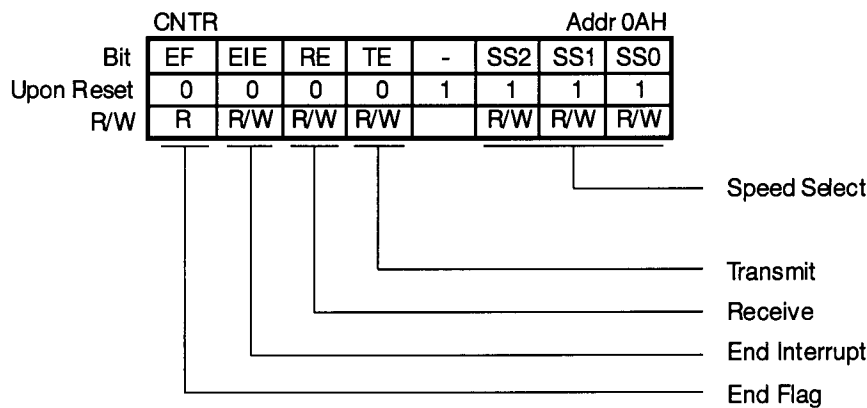 CNTR Addr 0AH
Bit EF EIE RE TE - SS2 SS1 SS0
Upon Reset 0 0 0 0 1 1 1 1
R/W R R/W R/W R/W R/W R/W R/W
Speed Select
Transmit
Receive
End Interrupt
End Flag